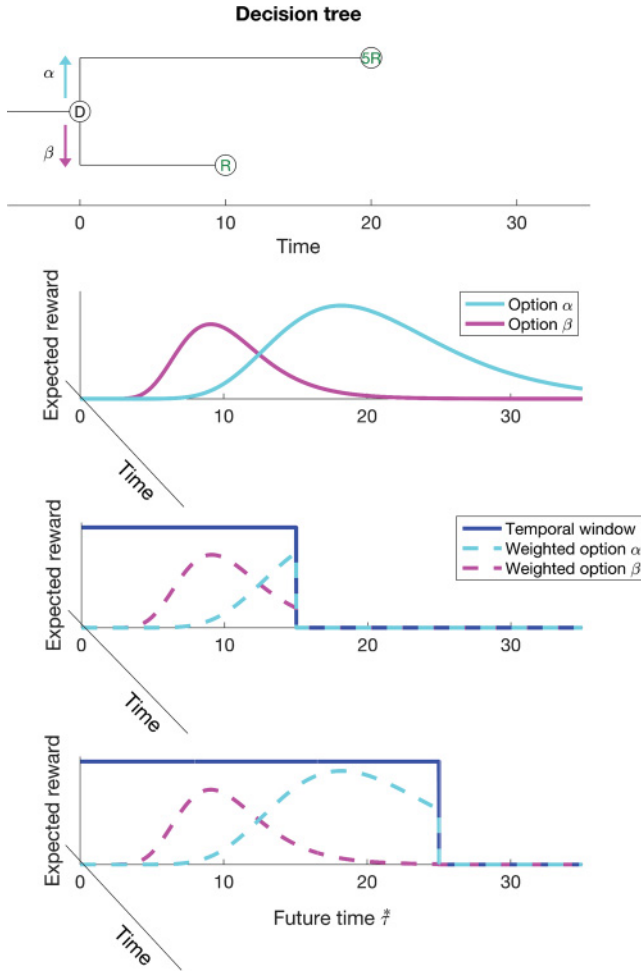 Decision tree
α
5R
D
β
R
0 10 20 30
Time
Expected reward
Option α
Option β
0 10 20 30
Time
Expected reward
Temporal window
Weighted option α
Weighted option β
0 10 20 30
Time
Expected reward
0 10 20 30
Future time τ̽
Time